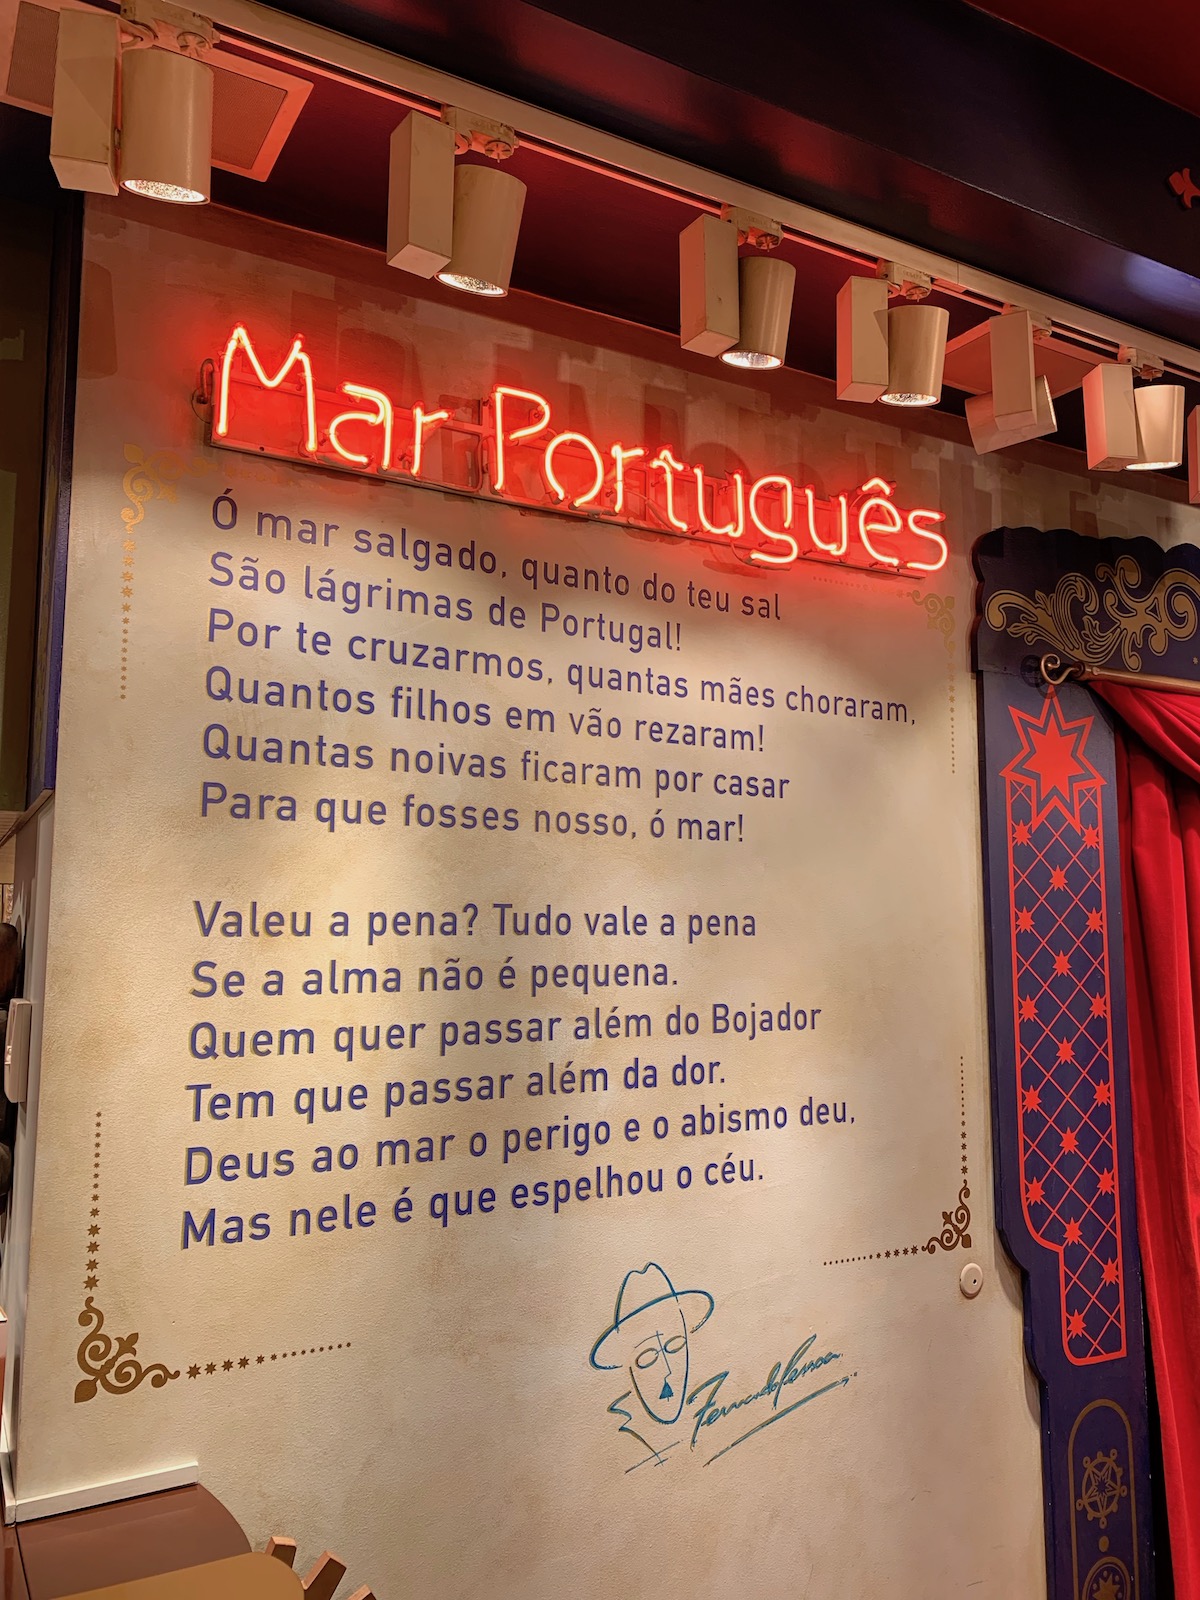 Mar Português
Ó mar salgado, quanto do teu sal
São lágrimas de Portugal!
Por te cruzarmos, quantas mães choraram,
Quantos filhos em vão rezaram!
Quantas noivas ficaram por casar
Para que fosses nosso, ó mar!
Valeu a pena? Tudo vale a pena
Se a alma não é pequena.
Quem quer passar além do Bojador
Tem que passar além da dor.
Deus ao mar o perigo e o abismo deu,
Mas nele é que espelhou o céu.
Fernando Pessoa